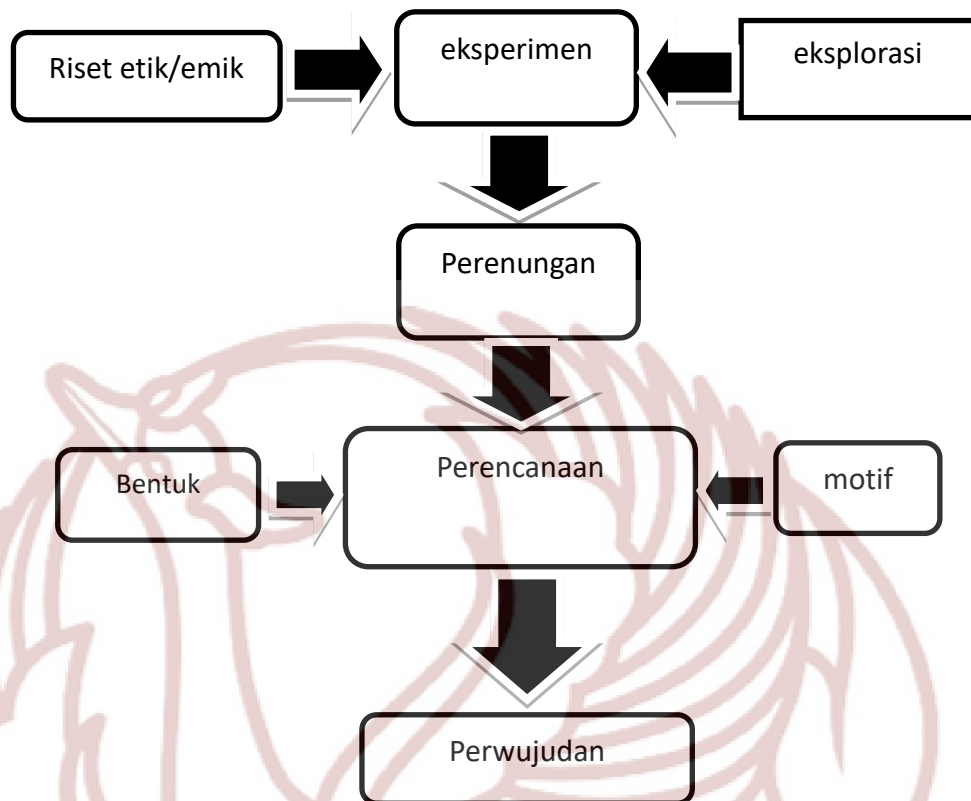 Riset etik/emik
eksperimen
eksplorasi
Perenungan
Bentuk
Perencanaan
motif
Perwujudan